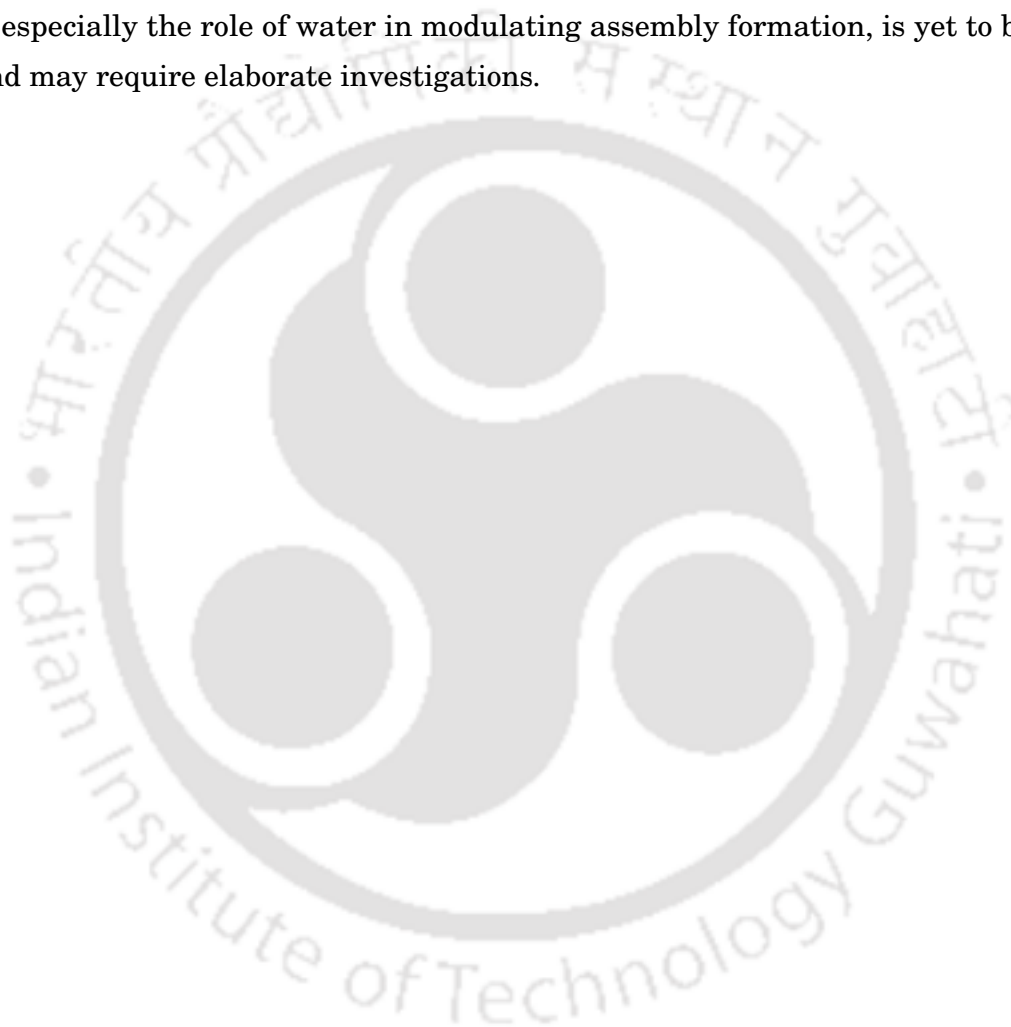 especially the role of water in modulating assembly formation, is yet to b
nd may require elaborate investigations.
भारतीय प्रौद्योगिकी संस्थान गुवाहाटी
• Indian Institute of Technology Guwahati •